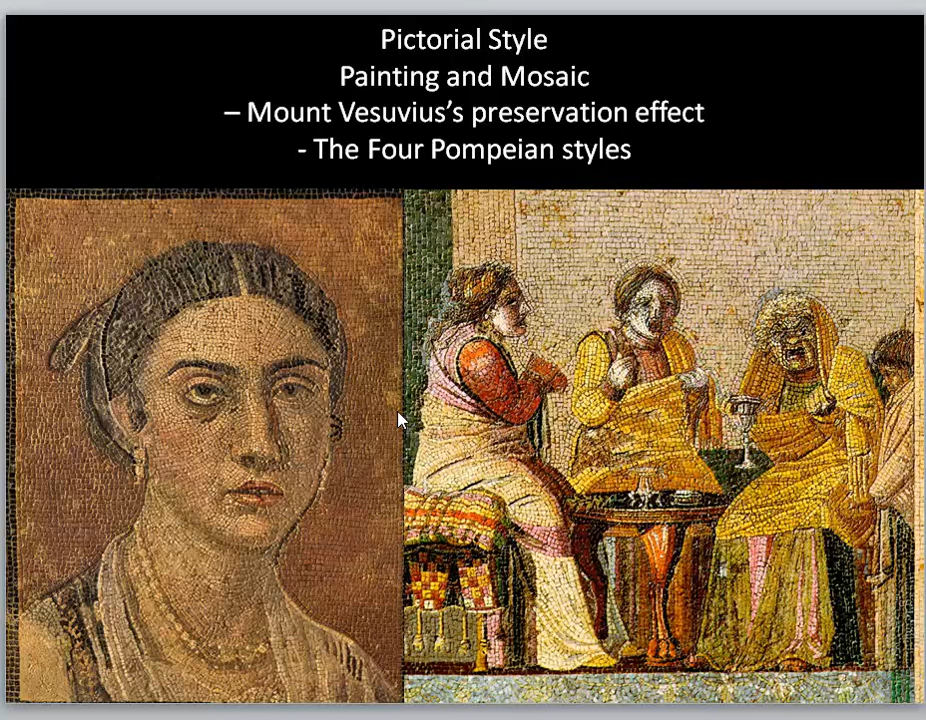 Pictorial Style
Painting and Mosaic
– Mount Vesuvius’s preservation effect
- The Four Pompeian styles